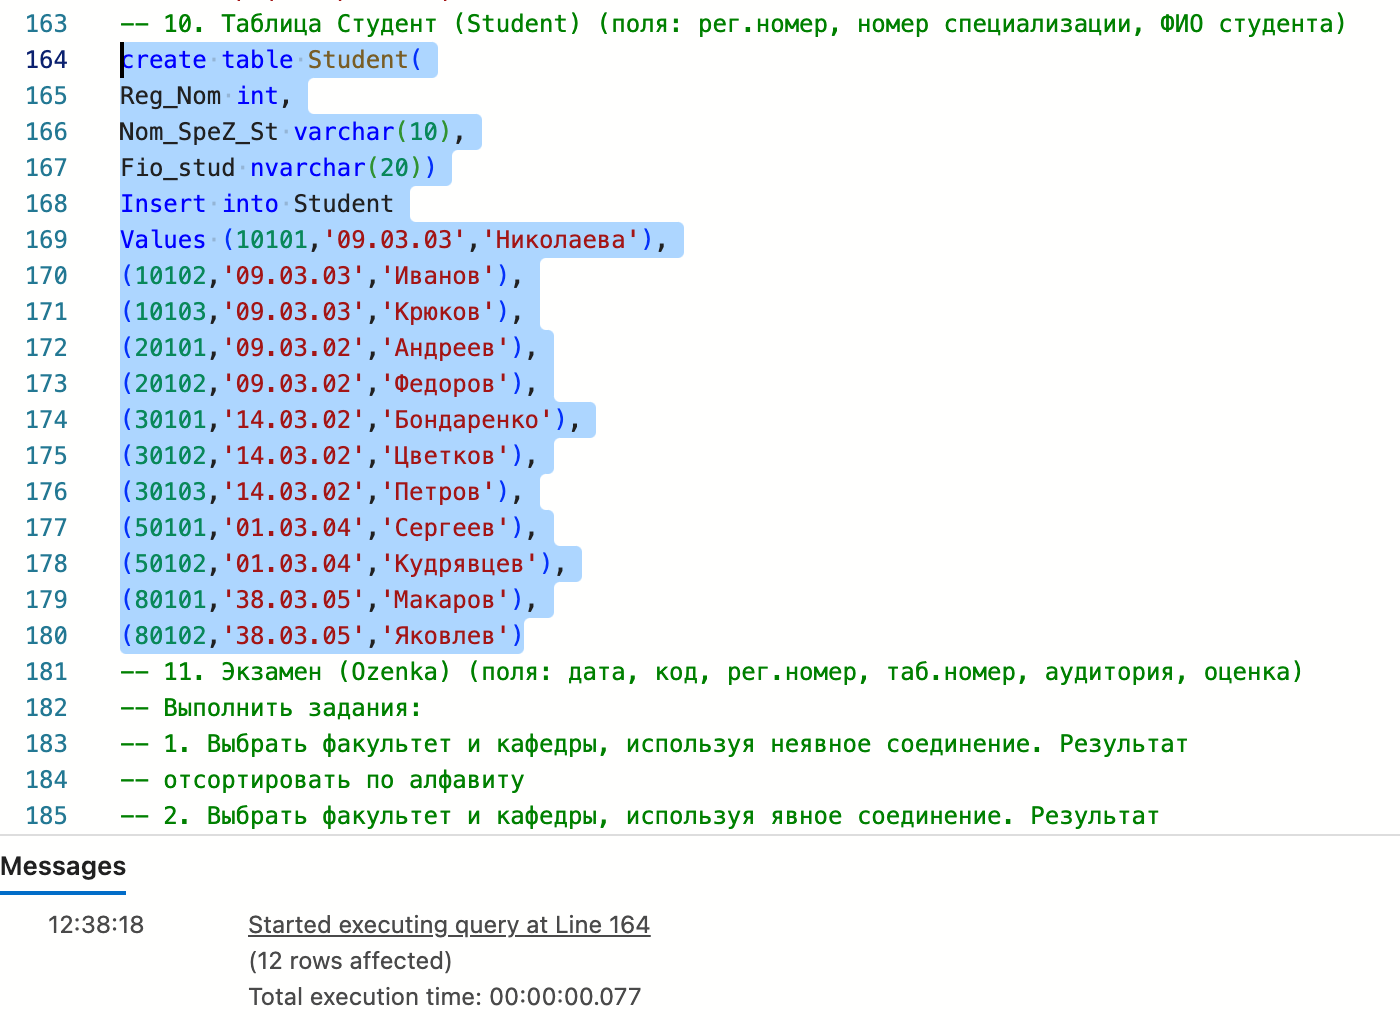 163 -- 10. Таблица Студент (Student) (поля: рег.номер, номер специализации, ФИО студента)
164 create table Student(
165 Reg_Nom int,
166 Nom_SpeZ_St varchar(10),
167 Fio_stud nvarchar(20))
168 Insert into Student
169 Values (10101,'09.03.03','Николаева'),
170 (10102,'09.03.03','Иванов'),
171 (10103,'09.03.03','Крюков'),
172 (20101,'09.03.02','Андреев'),
173 (20102,'09.03.02','Федоров'),
174 (30101,'14.03.02','Бондаренко'),
175 (30102,'14.03.02','Цветков'),
176 (30103,'14.03.02','Петров'),
177 (50101,'01.03.04','Сергеев'),
178 (50102,'01.03.04','Кудрявцев'),
179 (80101,'38.03.05','Макаров'),
180 (80102,'38.03.05','Яковлев')
181 -- 11. Экзамен (Ozenka) (поля: дата, код, рег.номер, таб.номер, аудитория, оценка)
182 -- Выполнить задания:
183 -- 1. Выбрать факультет и кафедры, используя неявное соединение. Результат
184 -- отсортировать по алфавиту
185 -- 2. Выбрать факультет и кафедры, используя явное соединение. Результат
Messages
12:38:18 Started executing query at Line 164
(12 rows affected)
Total execution time: 00:00:00.077